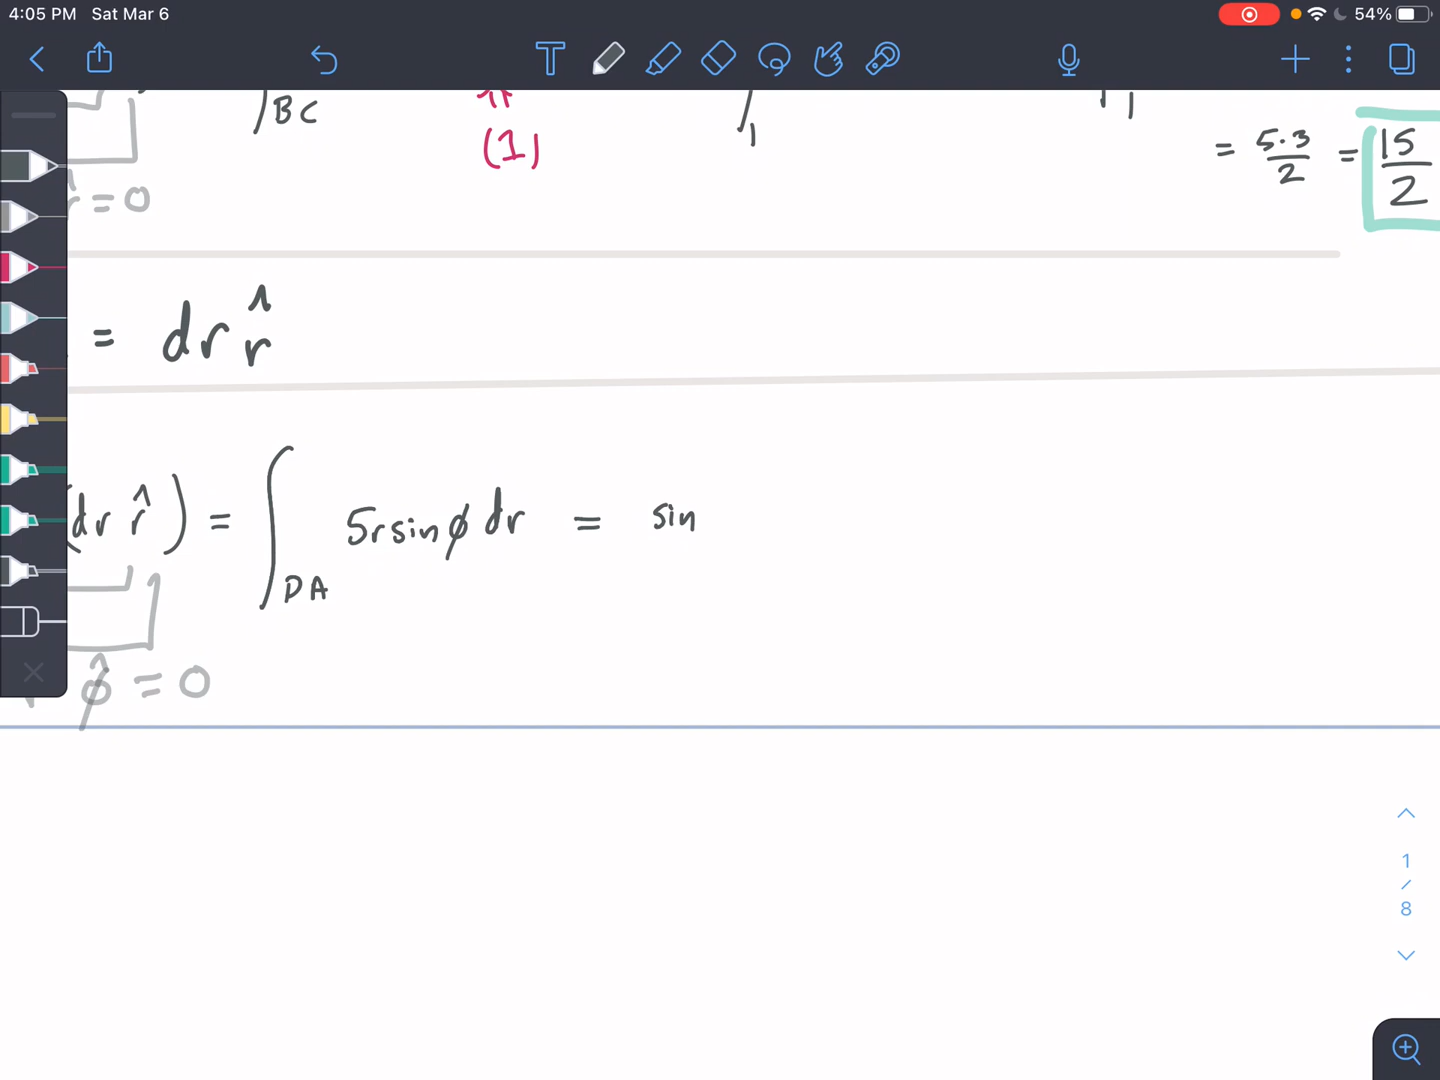 4:05 PM Sat Mar 6 54%
T
BC
(1)
= 5·3/2 = 15/2
r̂ = 0
= dr r̂
(dr r̂) = ∫DA 5r sin ϕ dr = sin
ϕ̂ = 0
1
/
8